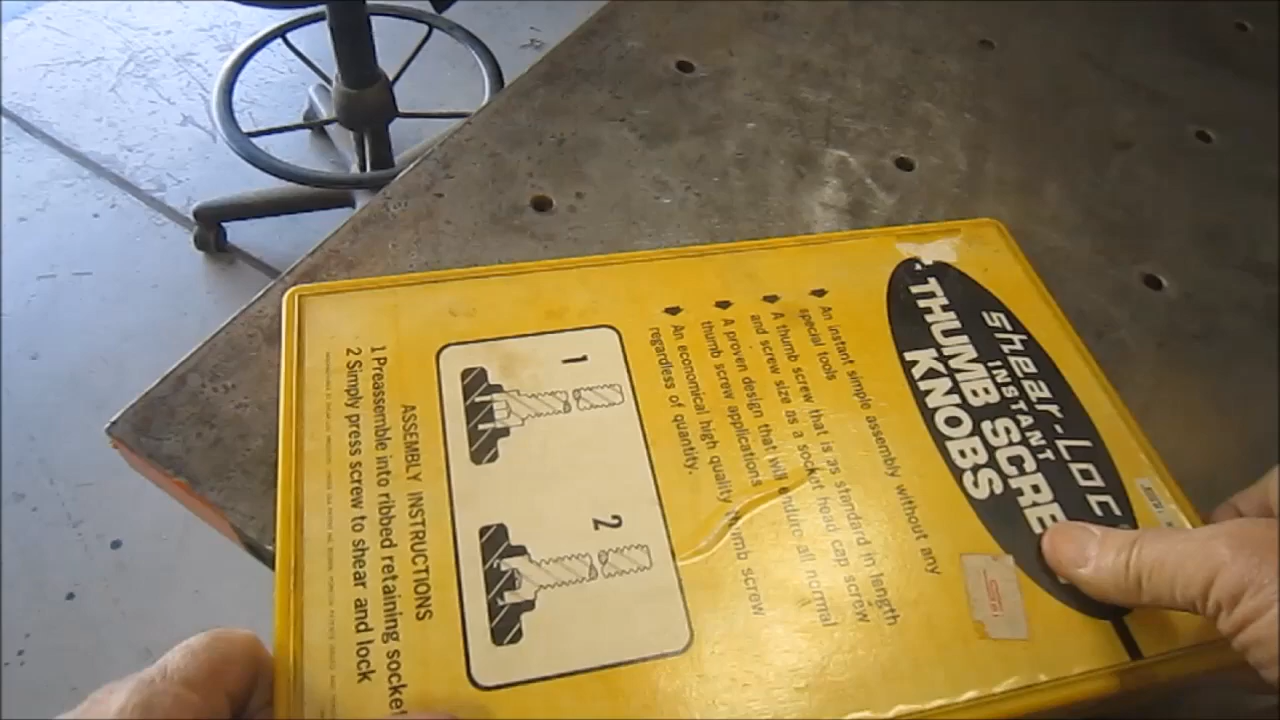 shear-Loc
INSTANT
THUMB SCRE
KNOBS
An instant simple assembly without any
special tools
A thumb screw that is as standard in length
and screw size as a socket head cap screw
A proven design that will endure all normal
thumb screw applications
An economical high quality thumb screw
regardless of quantity.
1
2
ASSEMBLY INSTRUCTIONS
1 Preassemble into ribbed retaining socket
2 Simply press screw to shear and lock